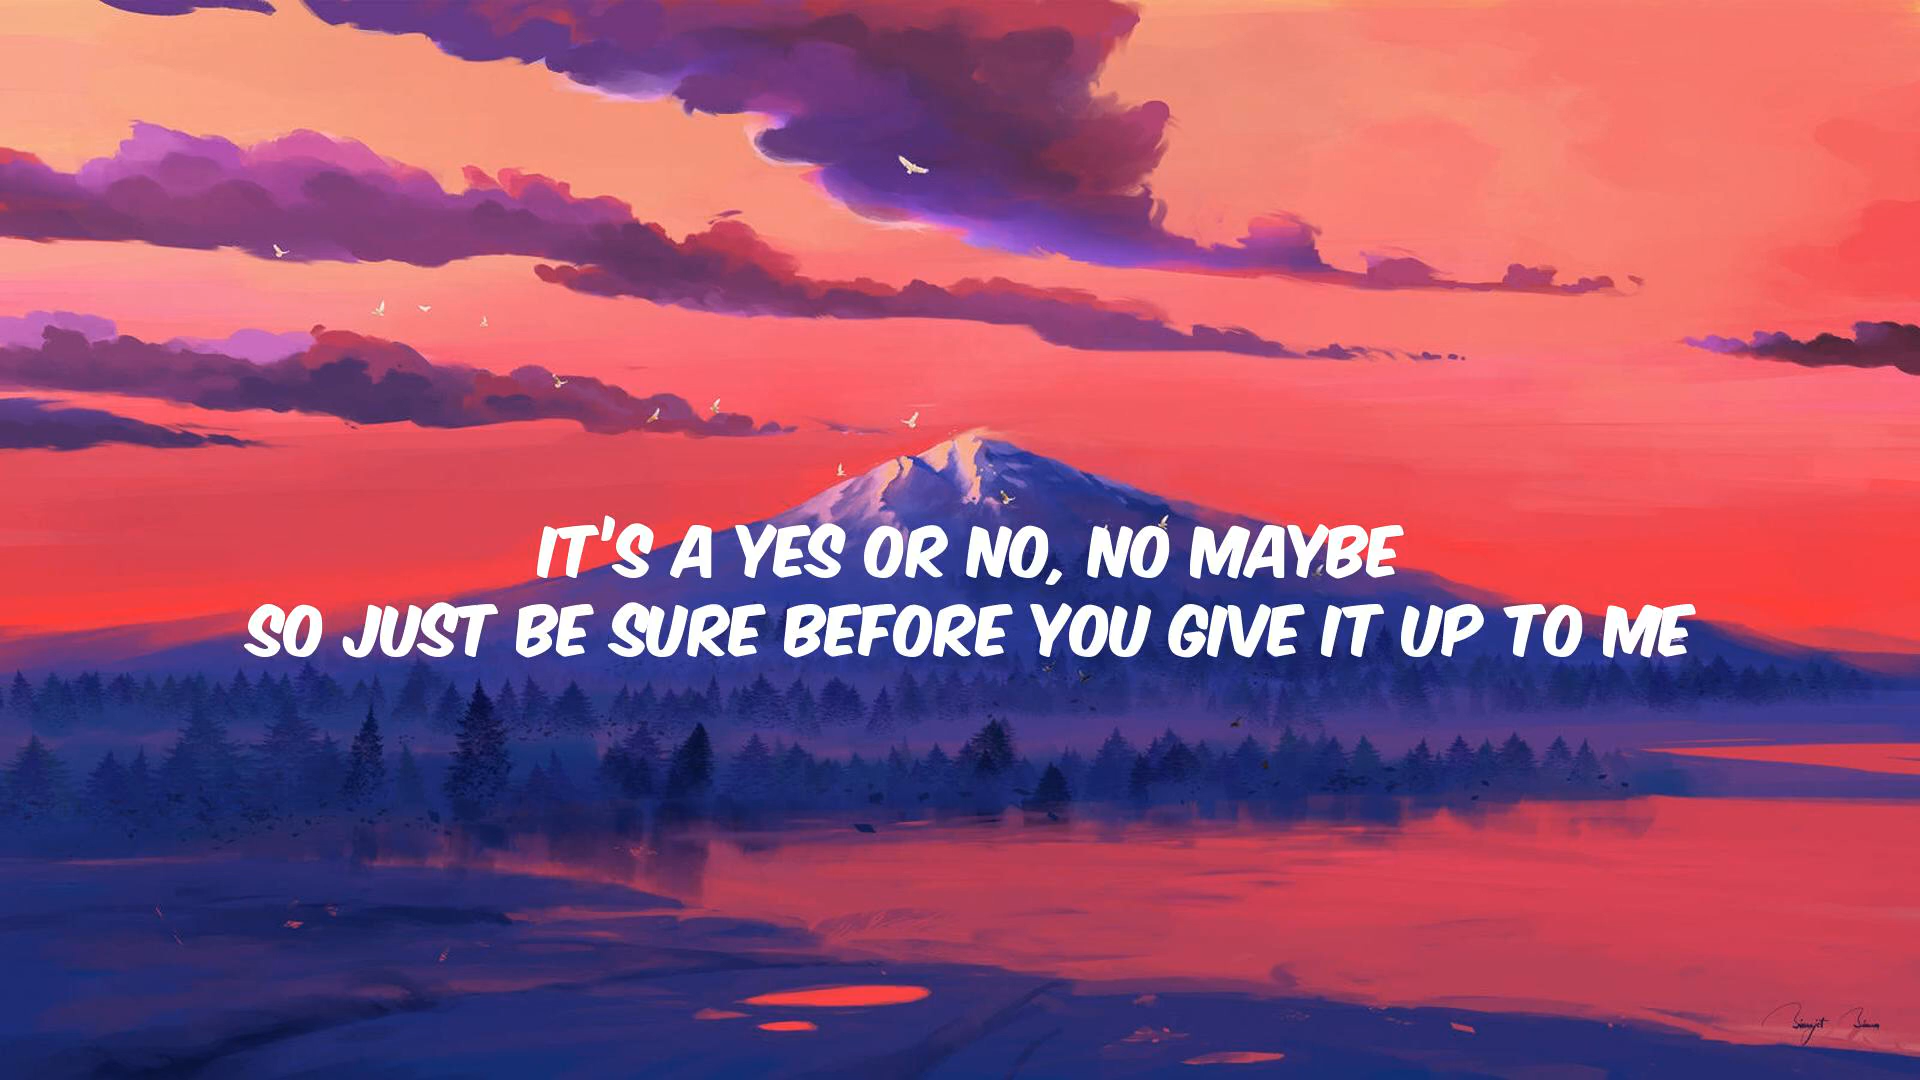 IT'S A YES OR NO, NO MAYBE
SO JUST BE SURE BEFORE YOU GIVE IT UP TO ME